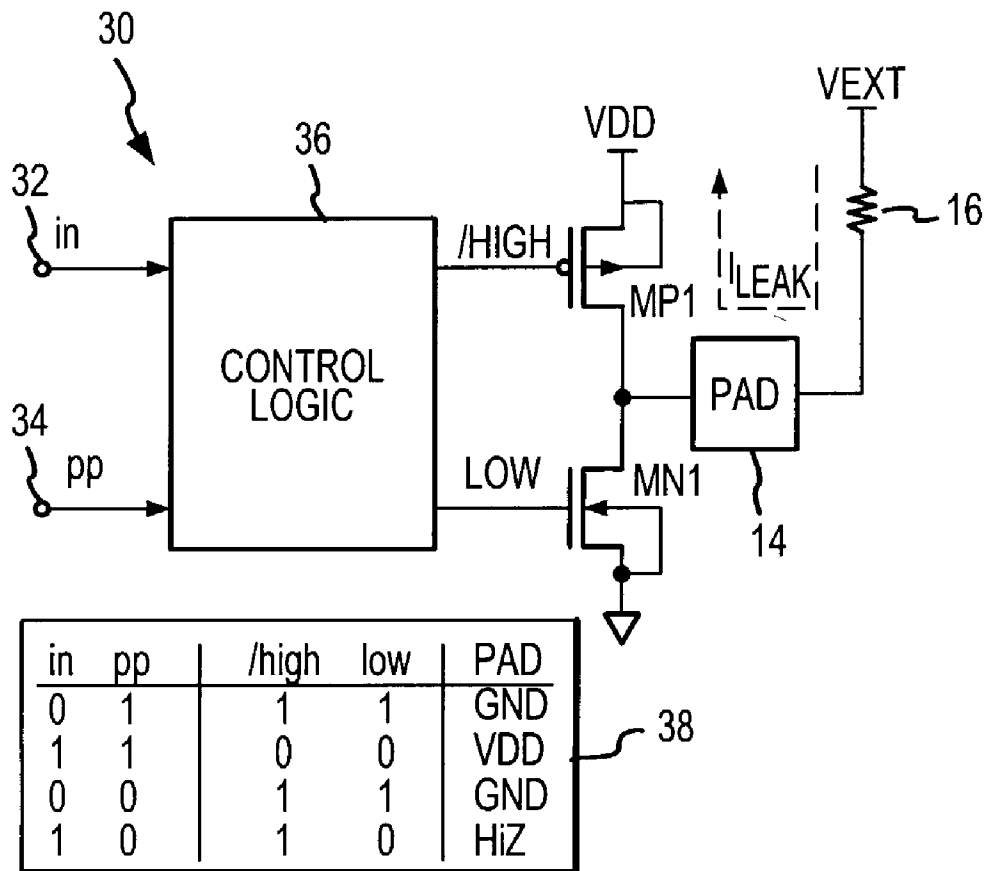 30
VEXT
VDD
36
32
in
/HIGH
16
ILEAK
MP1
CONTROL
LOGIC
PAD
34
pp
LOW
MN1
14
in pp /high low PAD
0 1 1 1 GND
1 1 0 0 VDD
0 0 1 1 GND
1 0 1 0 HiZ
38